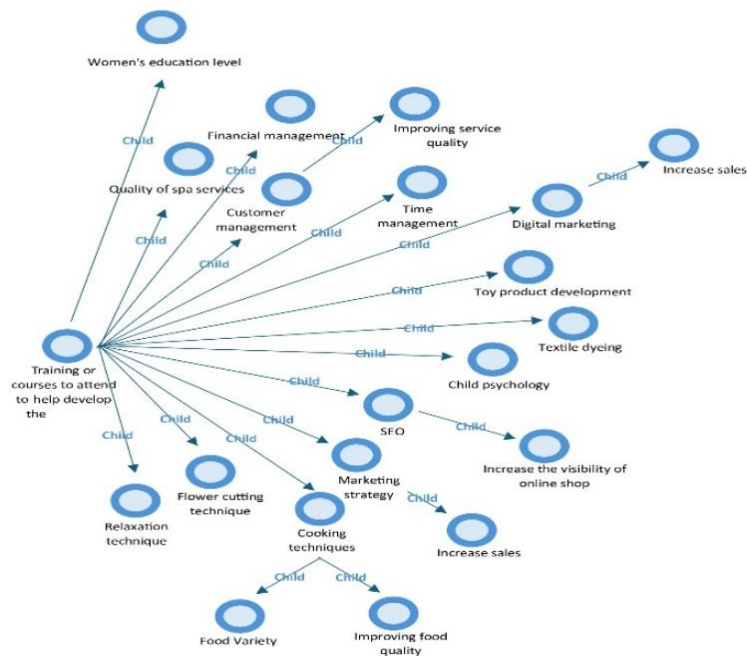 Women's education level
Child
Financial management
Improving service
quality
Child
Child
Increase sales
Child
Quality of spa services
Customer
management
Time
management
Digital marketing
Child
Child
Child
Child
Toy product development
Child
Child
Textile dyeing
Training or
courses to attend
to help develop
the
Child
Child psychology
Child
SEO
Child
Child
Child
Child
Child
Increase the visibility of
online shop
Marketing
strategy
Flower cutting
technique
Relaxation
technique
Child
Cooking
techniques
Increase sales
Child
Child
Food Variety
Improving food
quality